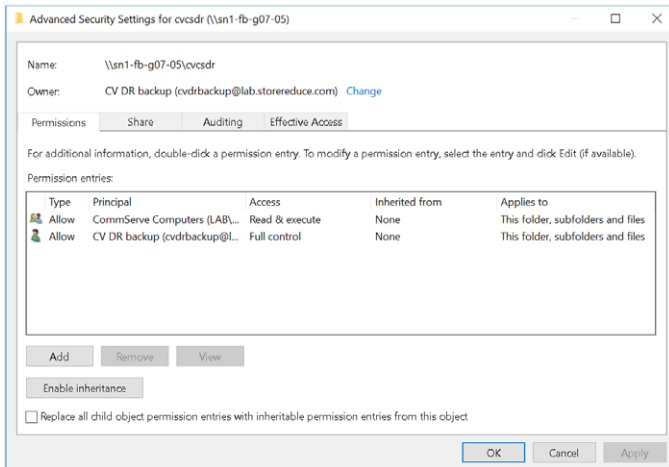 Advanced Security Settings for cvcsdr (\\sn1-fb-g07-05)
Name: \\sn1-fb-g07-05\cvcsdr
Owner: CV DR backup (cvdrbackup@lab.storereduce.com) Change
Permissions Share Auditing Effective Access
For additional information, double-click a permission entry. To modify a permission entry, select the entry and click Edit (if available).
Permission entries:
Type Principal Access Inherited from Applies to
Allow CommServe Computers (LAB\... Read & execute None This folder, subfolders and files
Allow CV DR backup (cvdrbackup@l... Full control None This folder, subfolders and files
Add Remove View
Enable inheritance
Replace all child object permission entries with inheritable permission entries from this object
OK Cancel Apply